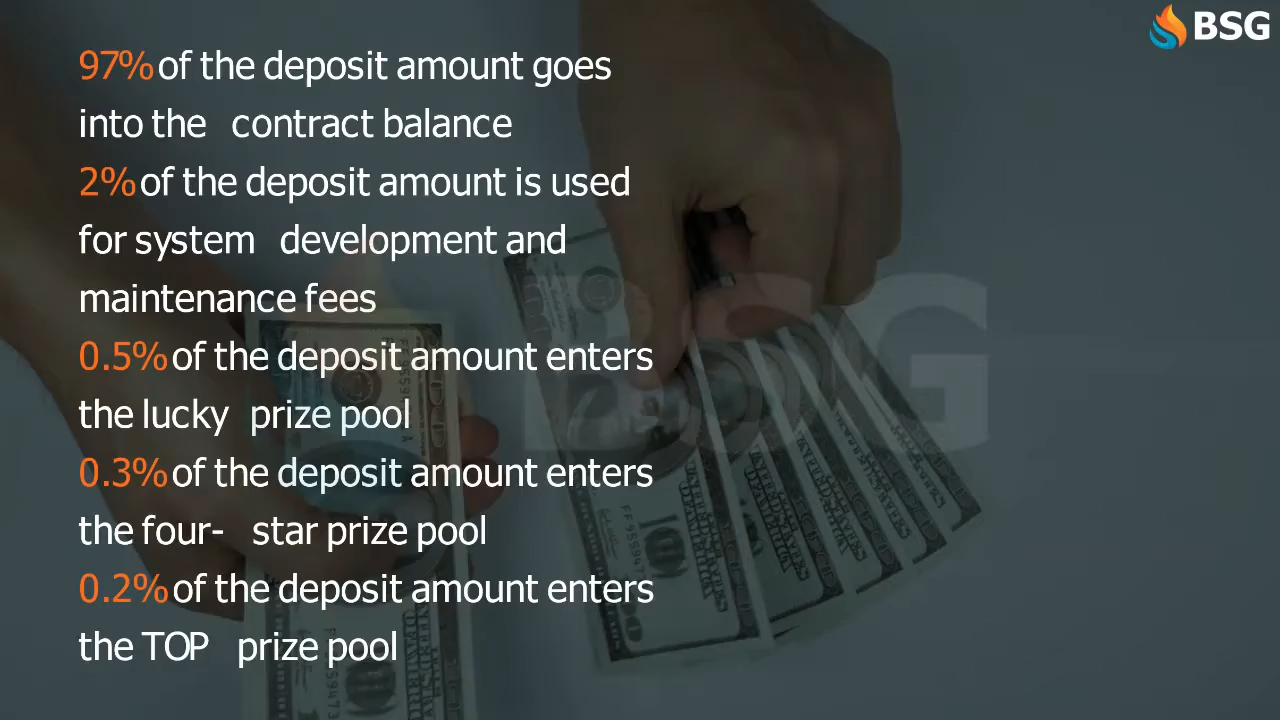 BSG
97% of the deposit amount goes
into the contract balance
2% of the deposit amount is used
for system development and
maintenance fees
0.5% of the deposit amount enters
the lucky prize pool
0.3% of the deposit amount enters
the four- star prize pool
0.2% of the deposit amount enters
the TOP prize pool
BSG